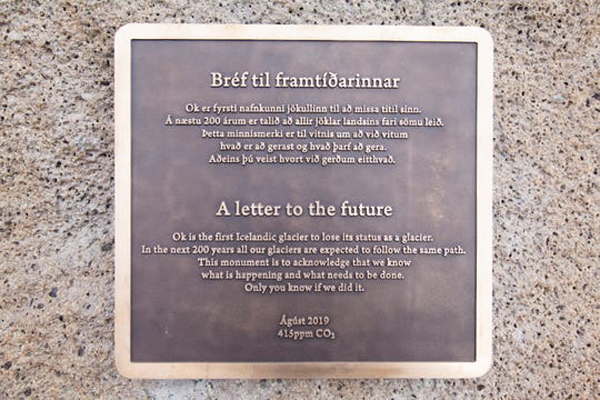 Bréf til framtíðarinnar
Ok er fyrsti nafnkunni jökullinn til að missa titil sinn.
Á næstu 200 árum er talið að allir jöklar landsins fari sömu leið.
Þetta minnismerki er til vitnis um að við vitum
hvað er að gerast og hvað þarf að gera.
Aðeins þú veist hvort við gerðum eitthvað.
A letter to the future
Ok is the first Icelandic glacier to lose its status as a glacier.
In the next 200 years all our glaciers are expected to follow the same path.
This monument is to acknowledge that we know
what is happening and what needs to be done.
Only you know if we did it.
Ágúst 2019
415ppm CO₂